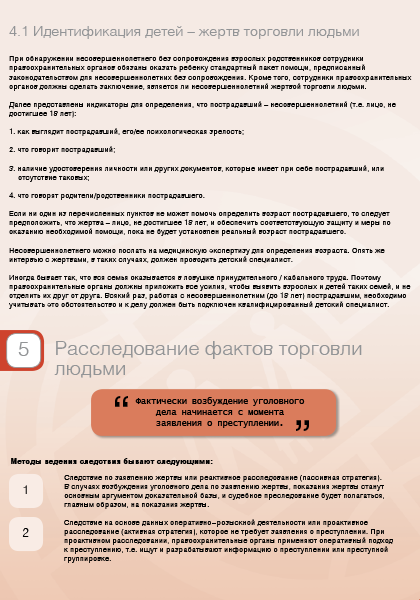 4.1 Идентификация детей – жертв торговли людьми
При обнаружении несовершеннолетнего без сопровождения взрослых родственников сотрудники
правоохранительных органов обязаны оказать ребенку стандартный пакет помощи, предписанный
законодательством для несовершеннолетних без сопровождения. Кроме того, сотрудники правоохранительных
органов должны сделать заключение, является ли несовершеннолетний жертвой торговли людьми.
Далее представлены индикаторы для определения, что пострадавший – несовершеннолетний (т.е. лицо, не
достигшее 18 лет):
1. как выглядит пострадавший, его/ее психологическая зрелость;
2. что говорит пострадавший;
3. наличие удостоверения личности или других документов, которые имеет при себе пострадавший, или
отсутствие таковых;
4. что говорят родители/родственники пострадавшего.
Если ни один из перечисленных пунктов не может помочь определить возраст пострадавшего, то следует
предположить, что жертва – лицо, не достигшее 18 лет, и обеспечить соответствующую защиту и меры по
оказанию необходимой помощи, пока не будет установлен реальный возраст пострадавшего.
Несовершеннолетнего можно послать на медицинскую экспертизу для определения возраста. Опять же
интервью с жертвами, в таких случаях, должен проводить детский специалист.
Иногда бывает так, что вся семья оказывается в ловушке принудительного / кабального труда. Поэтому
правоохранительные органы должны приложить все усилия, чтобы выявить взрослых и детей таких семей, и не
отделить их друг от друга. Всякий раз, работая с несовершеннолетним (до 18 лет) пострадавшим, необходимо
учитывать это обстоятельство и к делу должен быть подключен квалифицированный детский специалист.
5
Расследование фактов торговли
людьми
“ Фактически возбуждение уголовного
дела начинается с момента
заявления о преступлении. ”
Методы ведения следствия бывают следующими:
1
Следствие по заявлению жертвы или реактивное расследование (пассивная стратегия).
В случаях возбуждения уголовного дела по заявлению жертвы, показания жертвы станут
основным аргументом доказательной базы, и судебное преследование будет полагаться,
главным образом, на показания жертвы.
2
Следствие на основе данных оперативно–розыскной деятельности или проактивное
расследование (активная стратегия), которое не требует заявления о преступлении. При
проактивном расследовании, правоохранительные органы применяют оперативный подход
к преступлению, т.е. ищут и разрабатывают информацию о преступлении или преступной
группировке.